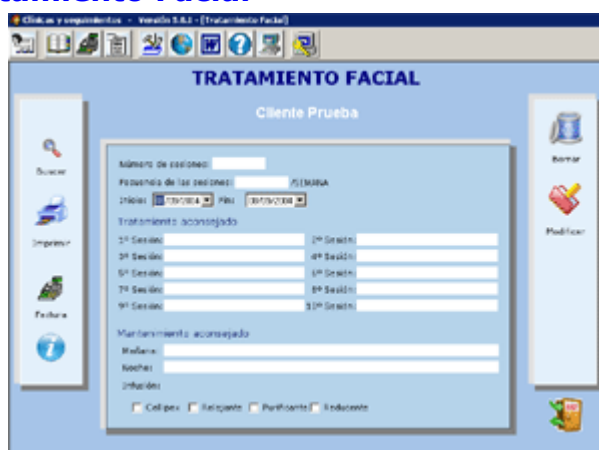 Tratamiento Facial
Clínicas y seguimientos - Versión 5.8.1 - [Tratamiento Facial]
TRATAMIENTO FACIAL
Cliente Prueba
Buscar
Imprimir
Factura
Borrar
Modificar
Número de sesiones:
Frecuencia de las sesiones: /SEMANA
Inicio: Fin:
Tratamiento aconsejado
1ª Sesión: 2ª Sesión:
3ª Sesión: 4ª Sesión:
5ª Sesión: 6ª Sesión:
7ª Sesión: 8ª Sesión:
9ª Sesión: 10ª Sesión:
Mantenimiento aconsejado
Mañana:
Noche:
Infusión:
Relajante Purificante Reducente